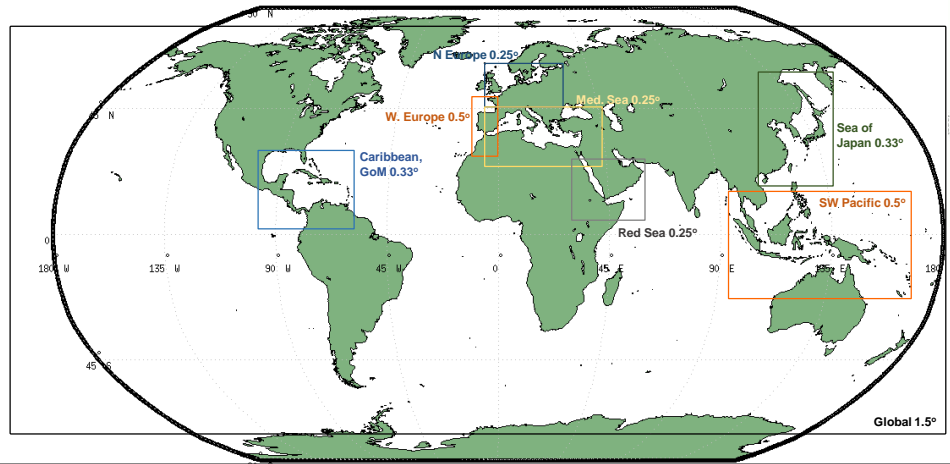 N Europe 0.25°
Med. Sea 0.25°
N
W. Europe 0.5°
Sea of
Japan 0.33°
Caribbean,
GoM 0.33°
SW Pacific 0.5°
Red Sea 0.25°
0
180 W
135 W
90 W
45 W
0
45 E
90 E
135 E
180
45 S
Global 1.5°